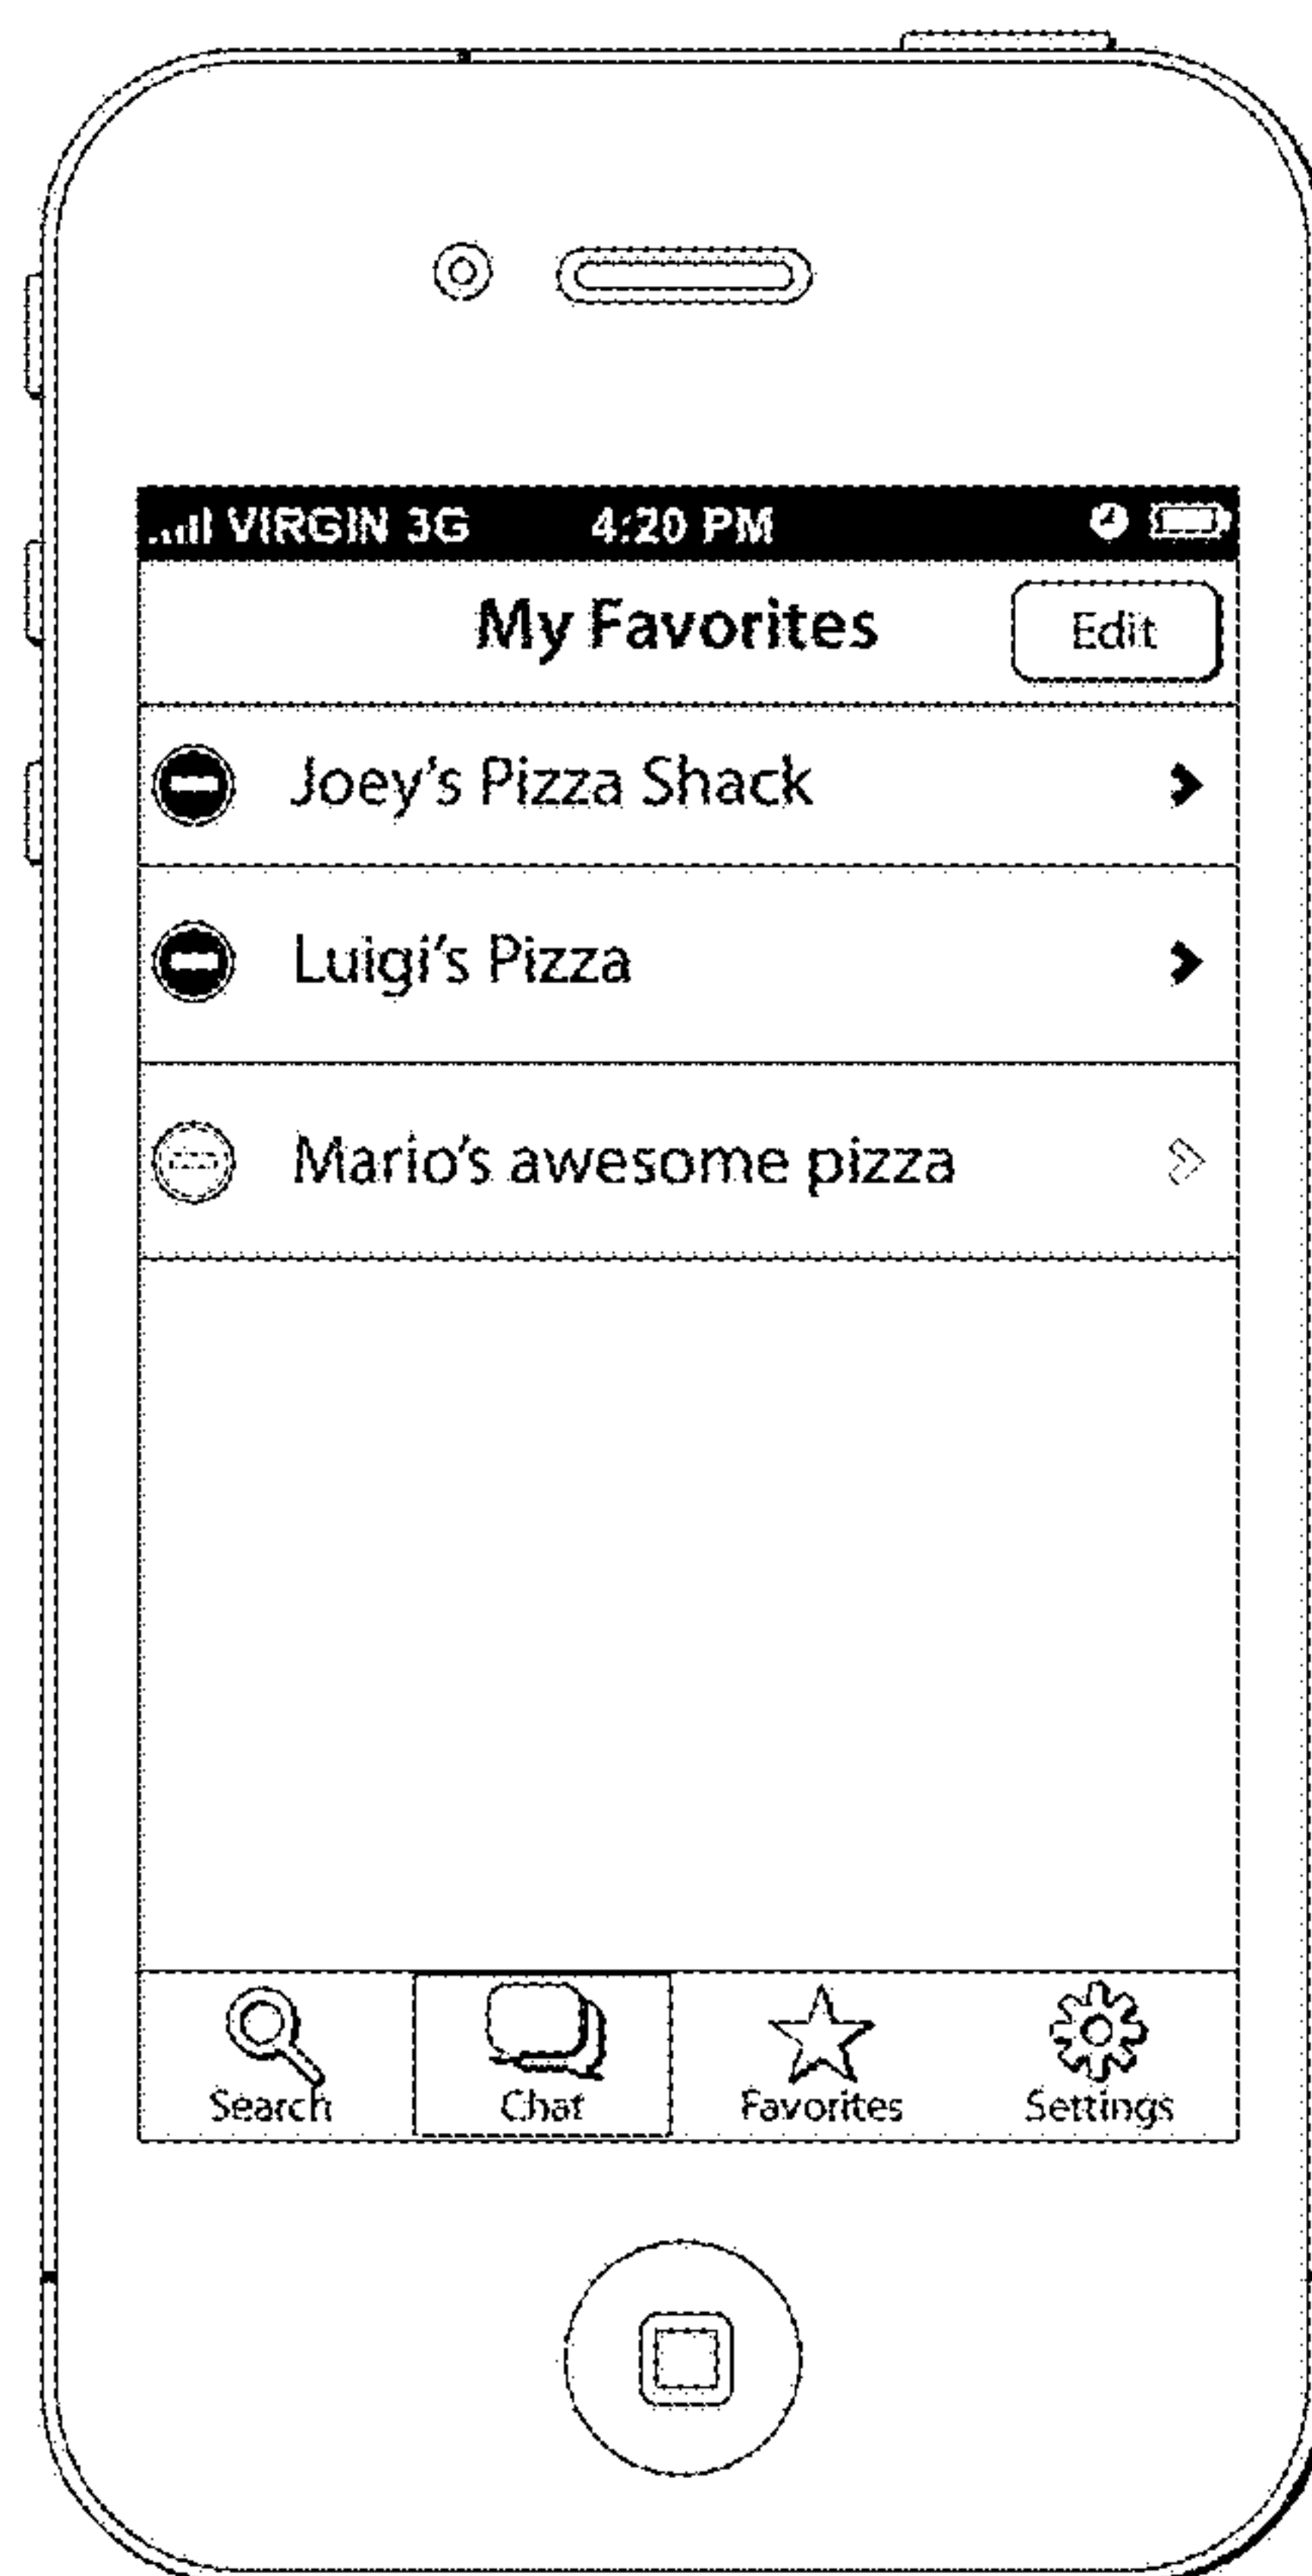 VIRGIN 3G 4:20 PM
My Favorites Edit
Joey's Pizza Shack
Luigi's Pizza
Mario's awesome pizza
Search Chat Favorites Settings